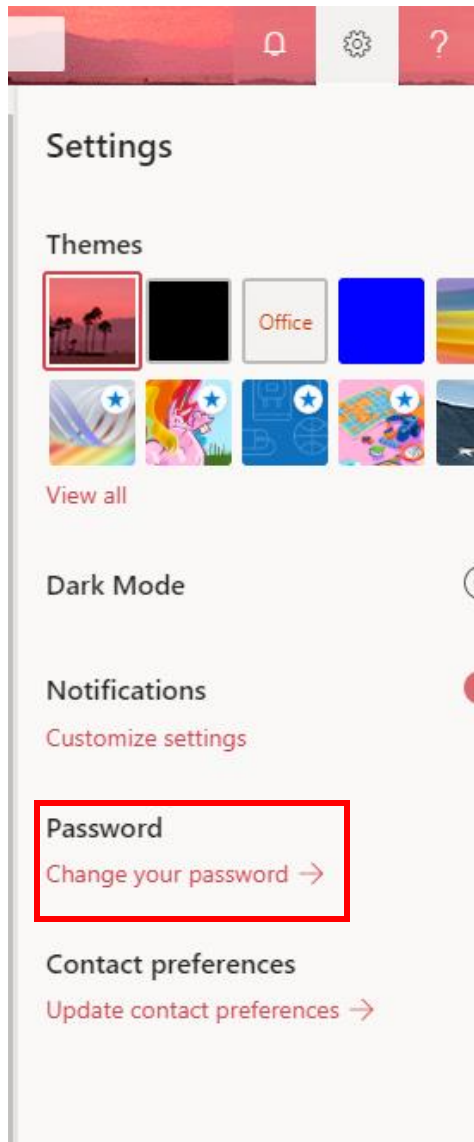 ?
Settings
Themes
Office
View all
Dark Mode
Notifications
Customize settings
Password
Change your password →
Contact preferences
Update contact preferences →